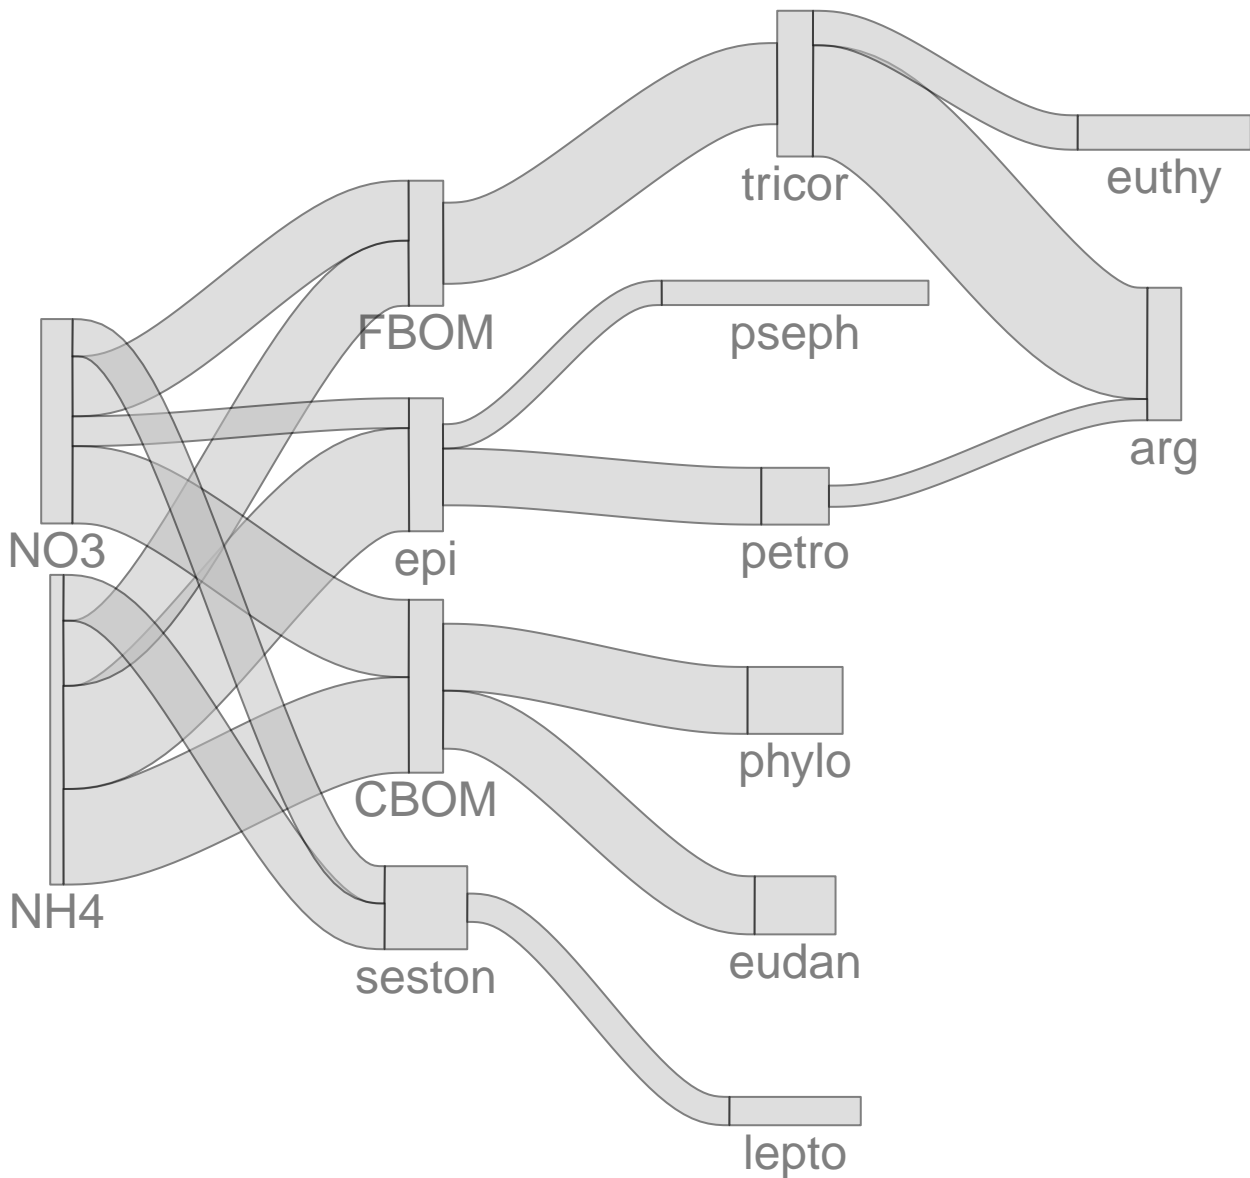 tricor
euthy
FBOM
pseph
arg
NO3
epi
petro
phylo
CBOM
NH4
seston
eudan
lepto